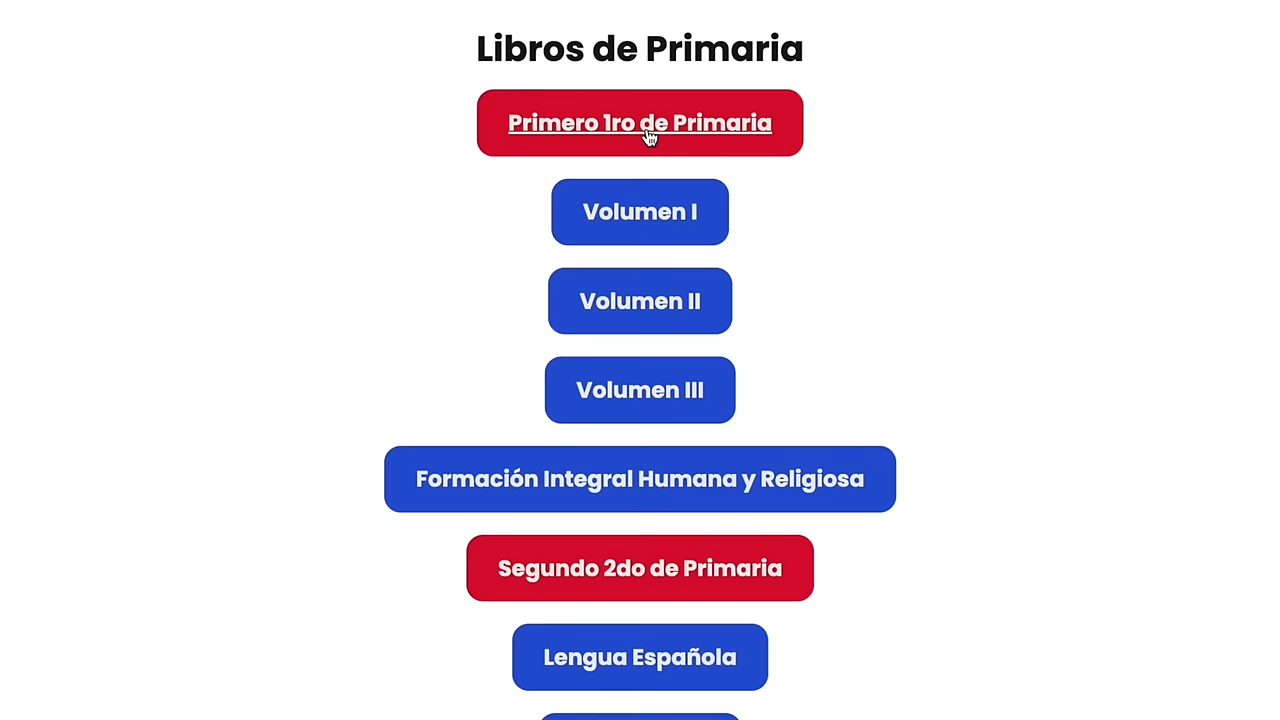 Libros de Primaria
Primero 1ro de Primaria
Volumen I
Volumen II
Volumen III
Formación Integral Humana y Religiosa
Segundo 2do de Primaria
Lengua Española